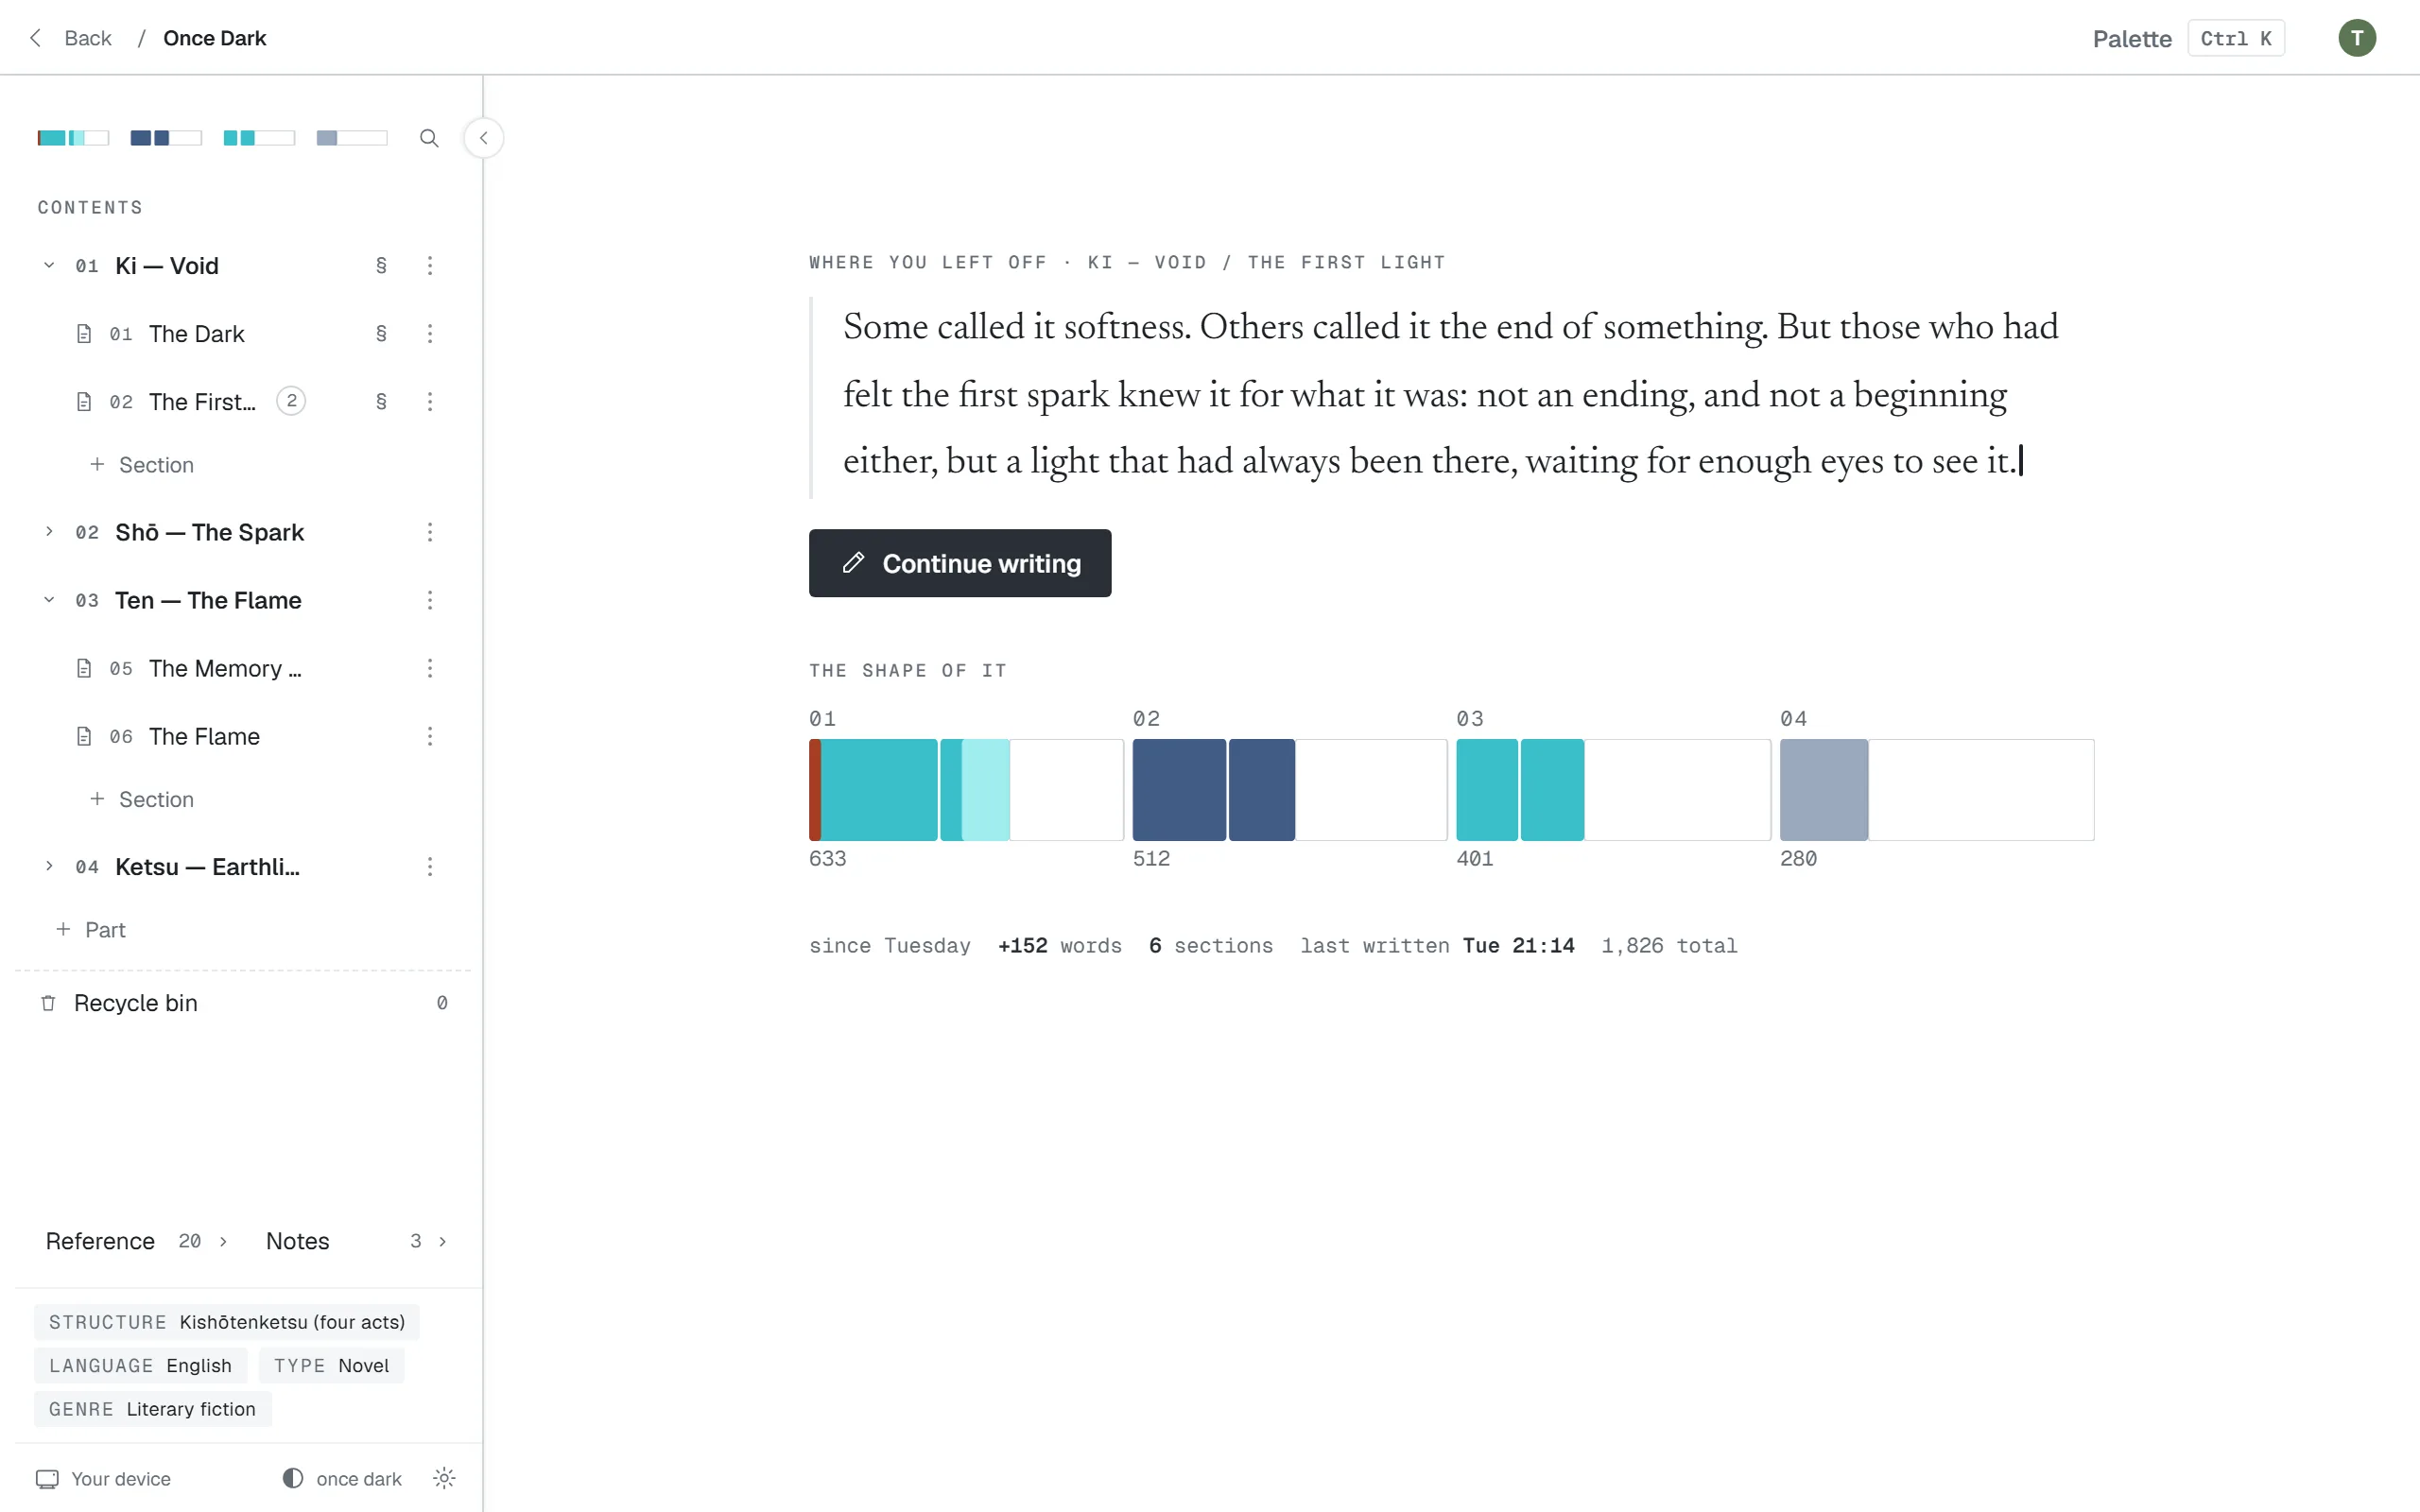 Back / Once Dark
Palette Ctrl K T
CONTENTS
01 Ki — Void §
01 The Dark §
02 The First… 2 §
+ Section
02 Shō — The Spark
03 Ten — The Flame
05 The Memory …
06 The Flame
+ Section
04 Ketsu — Earthli…
+ Part
Recycle bin 0
Reference 20 Notes 3
STRUCTURE Kishōtenketsu (four acts)
LANGUAGE English TYPE Novel
GENRE Literary fiction
Your device once dark
WHERE YOU LEFT OFF · KI — VOID / THE FIRST LIGHT
Some called it softness. Others called it the end of something. But those who had
felt the first spark knew it for what it was: not an ending, and not a beginning
either, but a light that had always been there, waiting for enough eyes to see it.
Continue writing
THE SHAPE OF IT
01 02 03 04
633 512 401 280
since Tuesday +152 words 6 sections last written Tue 21:14 1,826 total